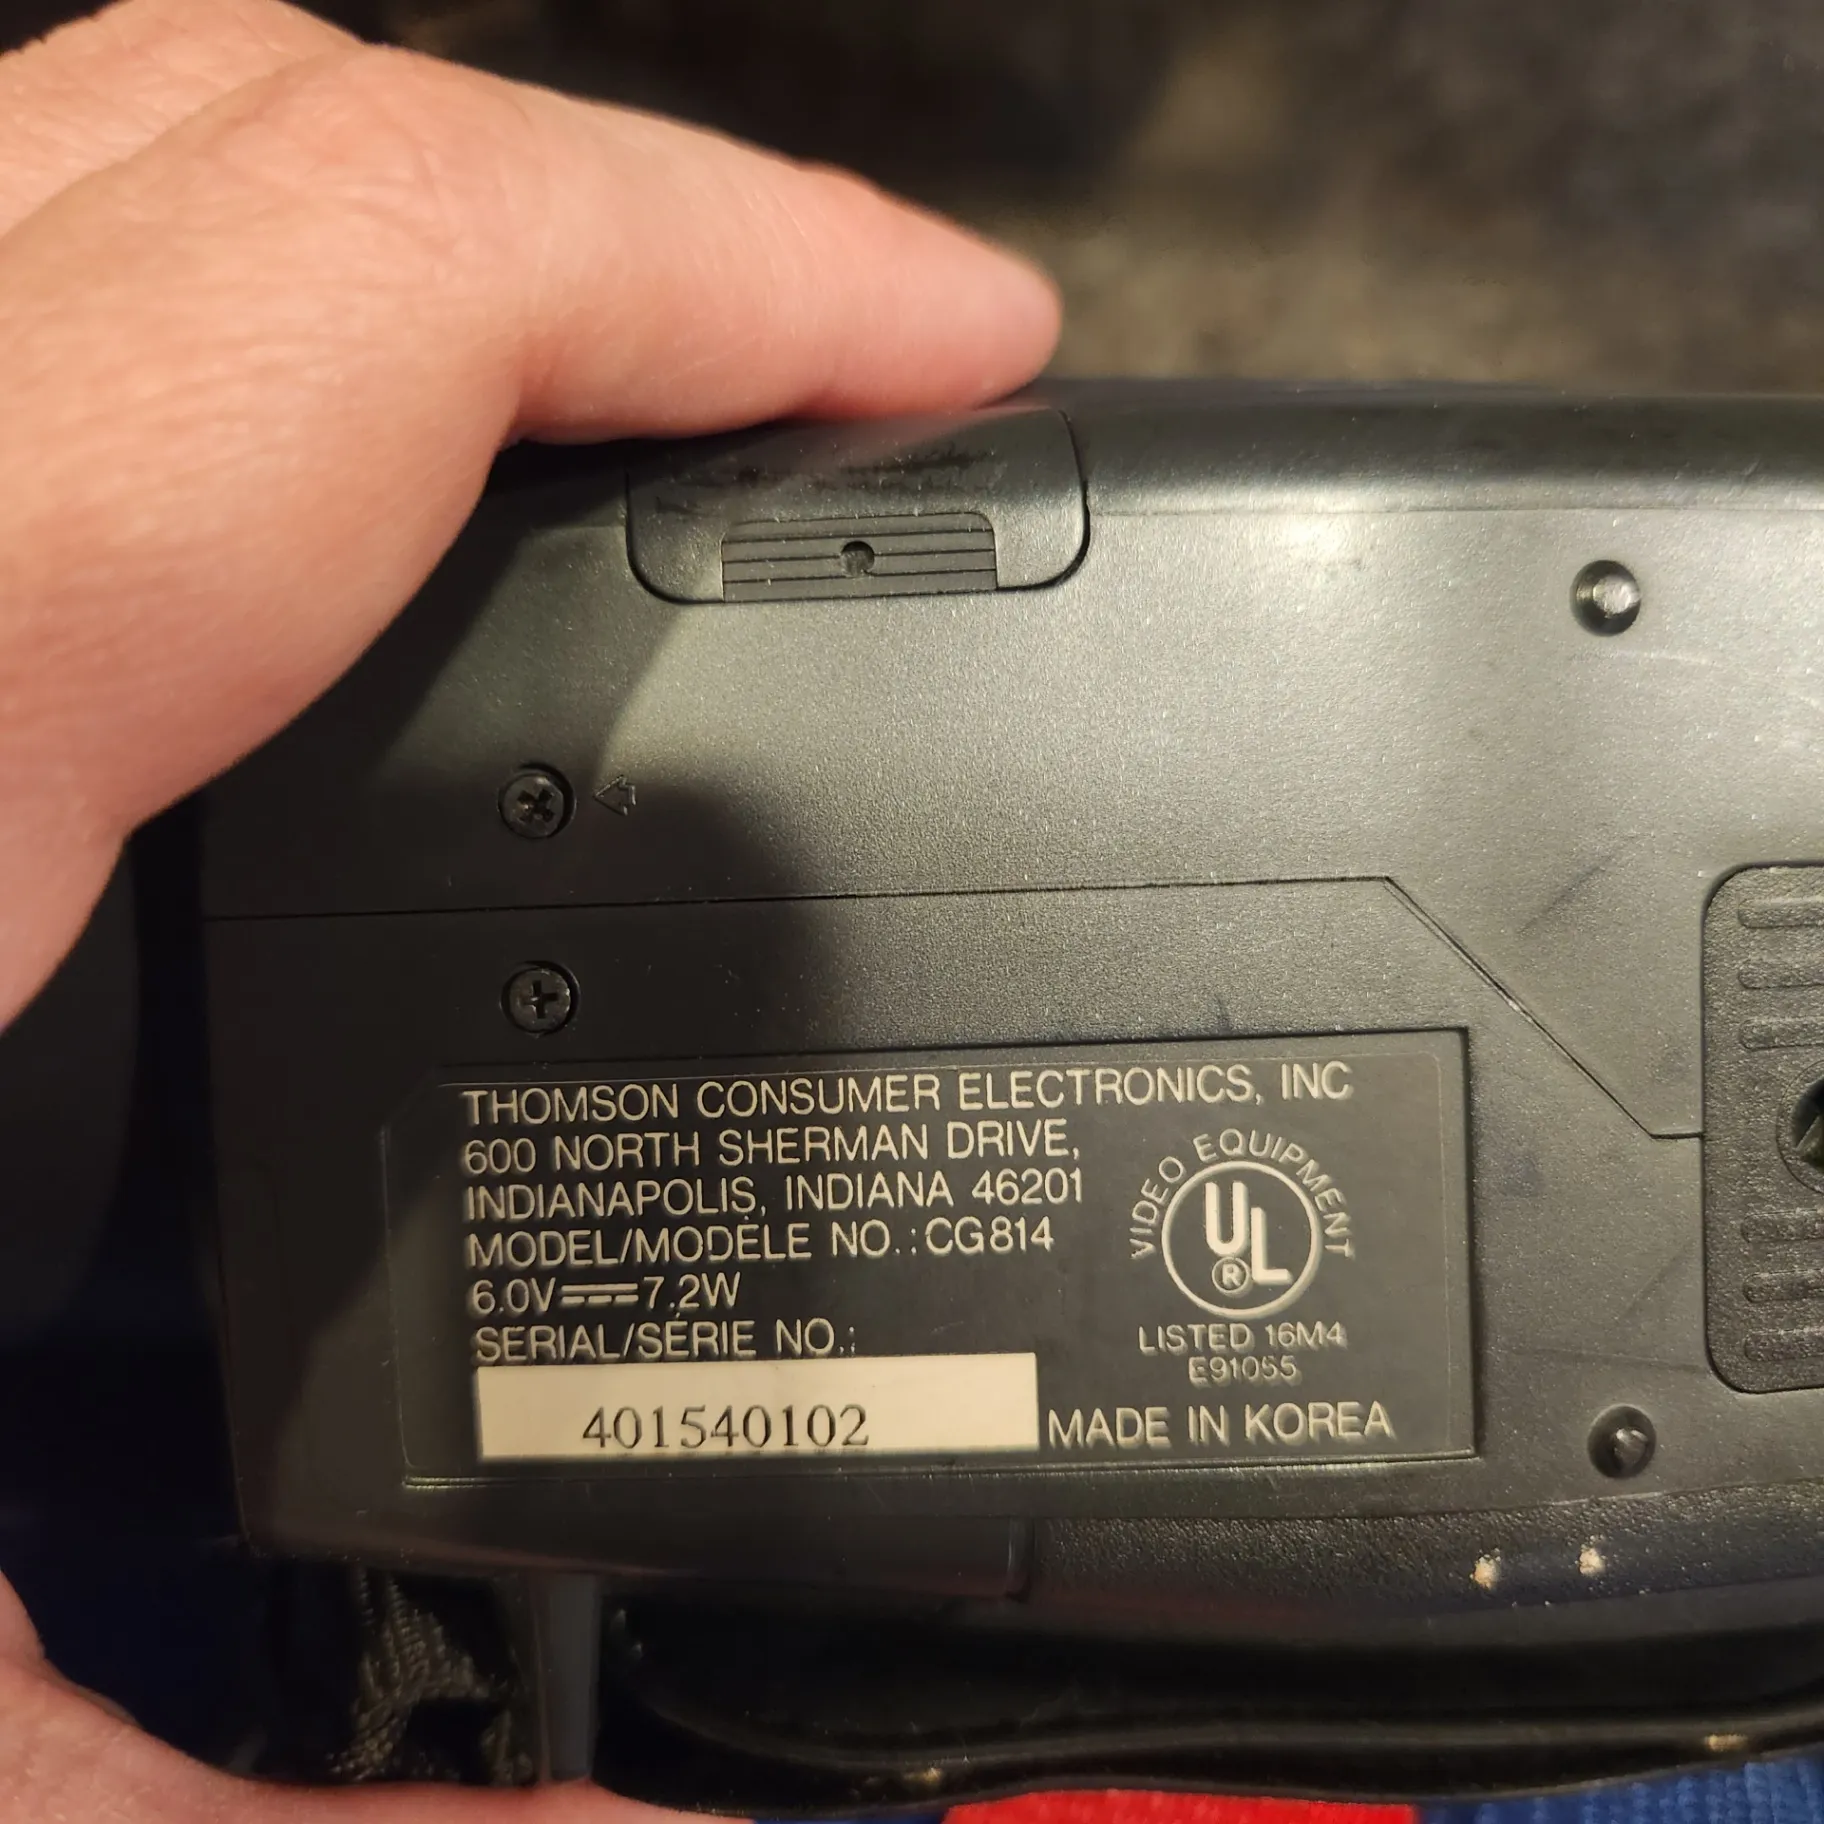 THOMSON CONSUMER ELECTRONICS, INC
600 NORTH SHERMAN DRIVE,
INDIANAPOLIS, INDIANA 46201
MODEL/MODÈLE NO.:CG814
6.0V⎓7.2W
SERIAL/SÉRIE NO.:
401540102
VIDEO EQUIPMENT
UL
®
LISTED 16M4
E91055
MADE IN KOREA